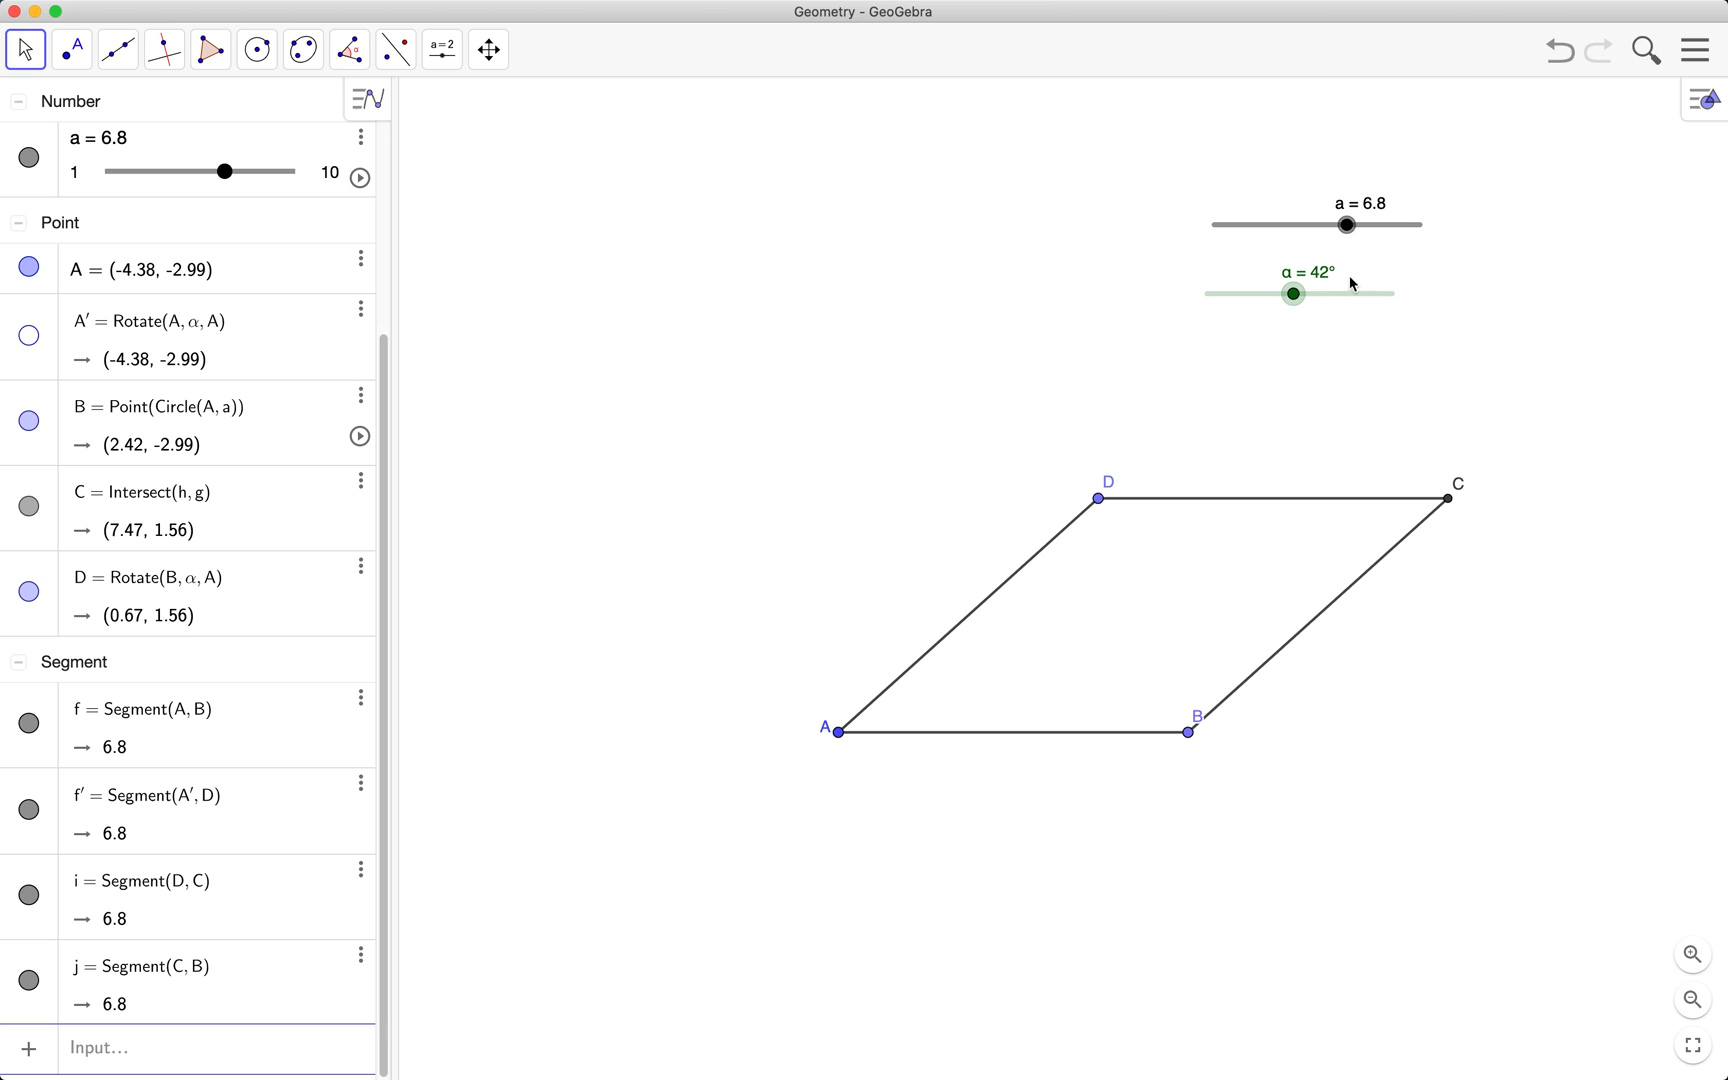 Geometry - GeoGebra
A
α
a=2
Number
a = 6.8
1
10
Point
A = (-4.38, -2.99)
A′ = Rotate(A, α, A)
→ (-4.38, -2.99)
B = Point(Circle(A, a))
→ (2.42, -2.99)
C = Intersect(h, g)
→ (7.47, 1.56)
D = Rotate(B, α, A)
→ (0.67, 1.56)
Segment
f = Segment(A, B)
→ 6.8
f′ = Segment(A′, D)
→ 6.8
i = Segment(D, C)
→ 6.8
j = Segment(C, B)
→ 6.8
+ Input...
a = 6.8
α = 42°
D
C
A
B